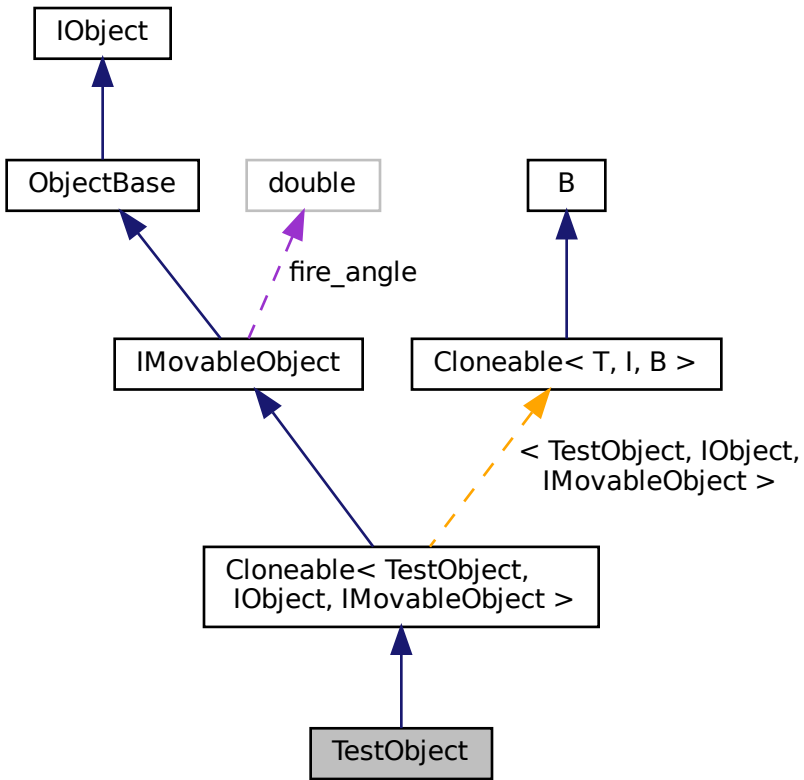 IObject
ObjectBase
double
B
fire_angle
IMovableObject
Cloneable< T, I, B >
< TestObject, IObject,
IMovableObject >
Cloneable< TestObject,
IObject, IMovableObject >
TestObject